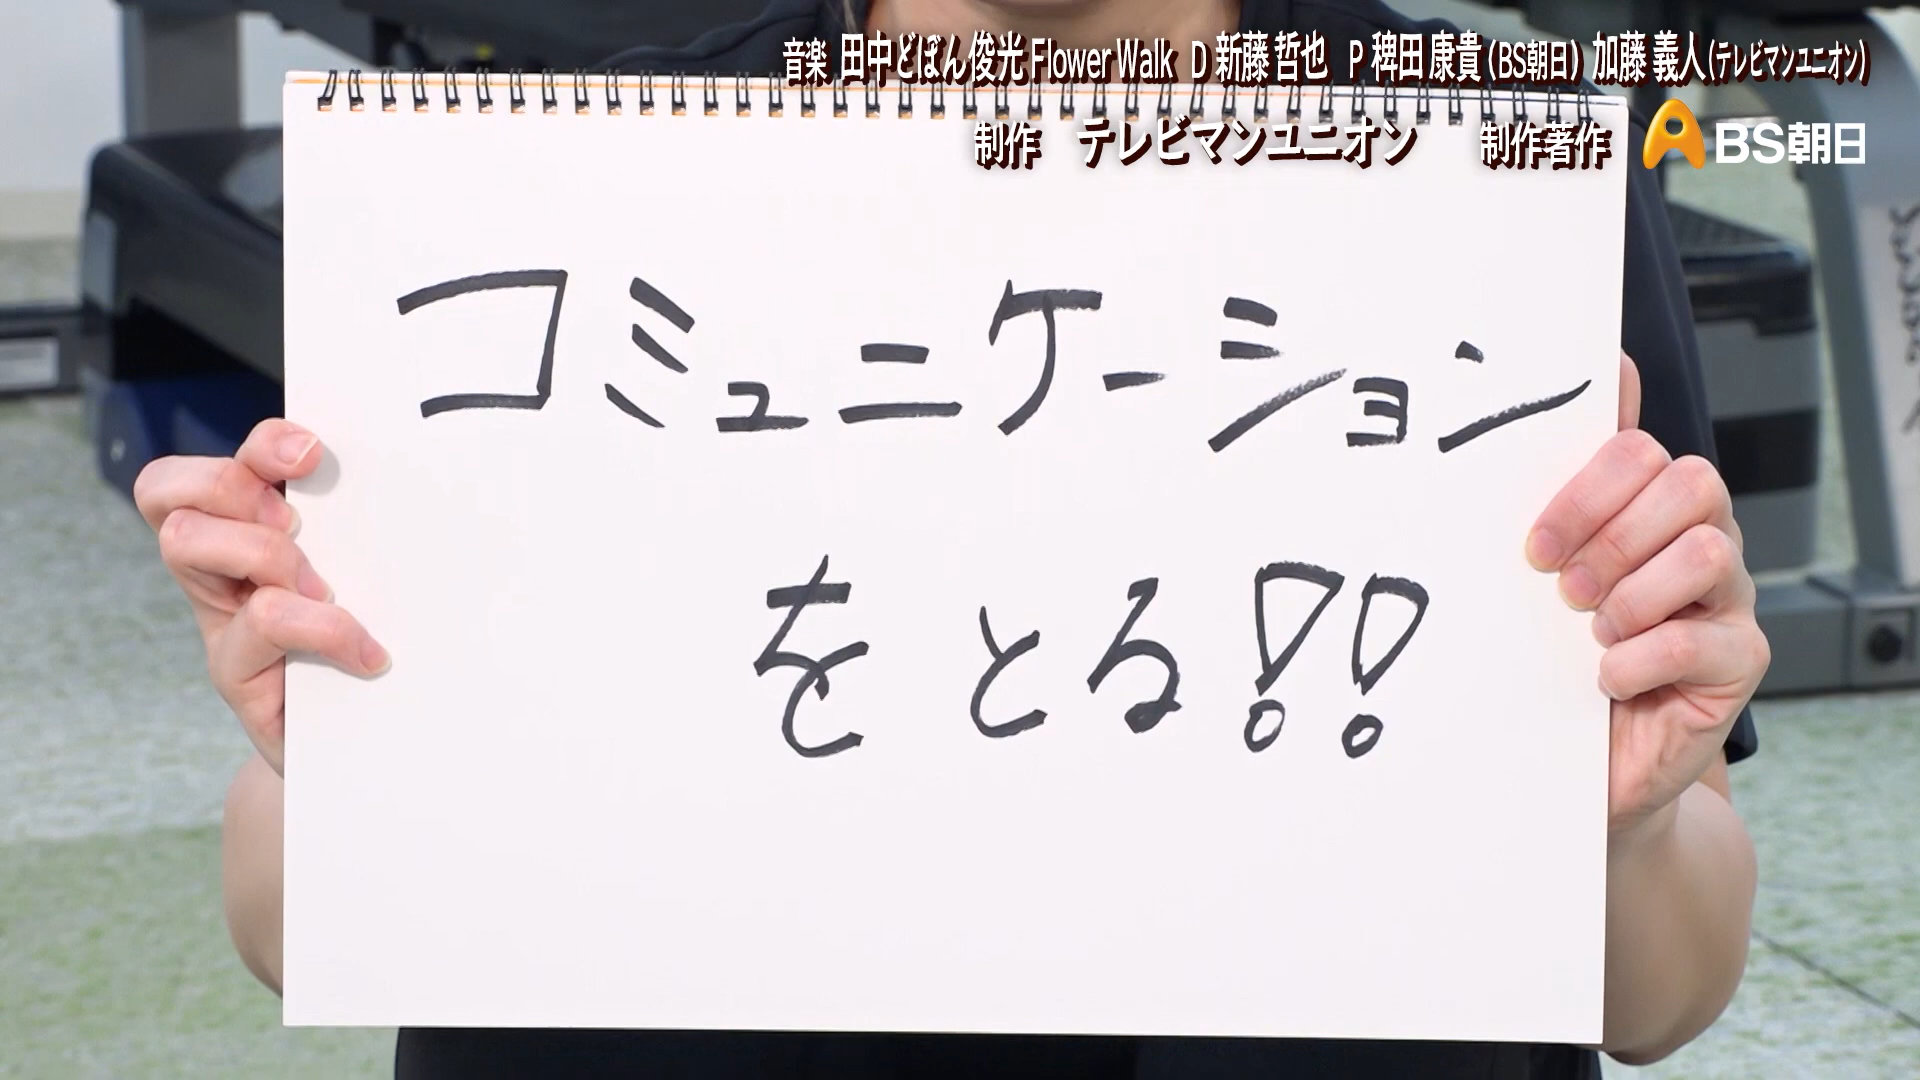 音楽 田中どぼん俊光 Flower Walk D 新藤 哲也 P 稗田 康貴 (BS朝日) 加藤 義人 (テレビマンユニオン)
制作 テレビマンユニオン 制作著作 BS朝日
コミュニケーション
をとる!!